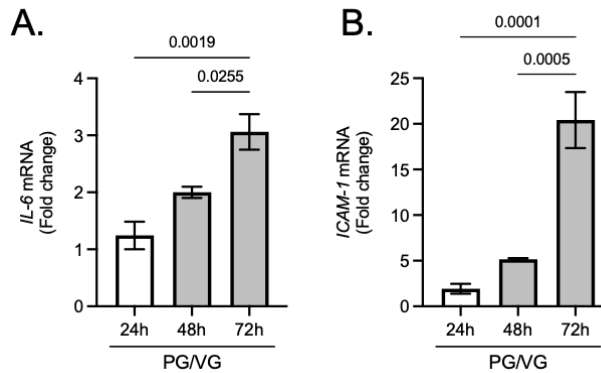 A.
0.0019
0.0255
IL-6 mRNA
(Fold change)
4
3
2
1
0
24h 48h 72h
PG/VG
B.
0.0001
0.0005
ICAM-1 mRNA
(Fold change)
25
20
15
10
5
0
24h 48h 72h
PG/VG